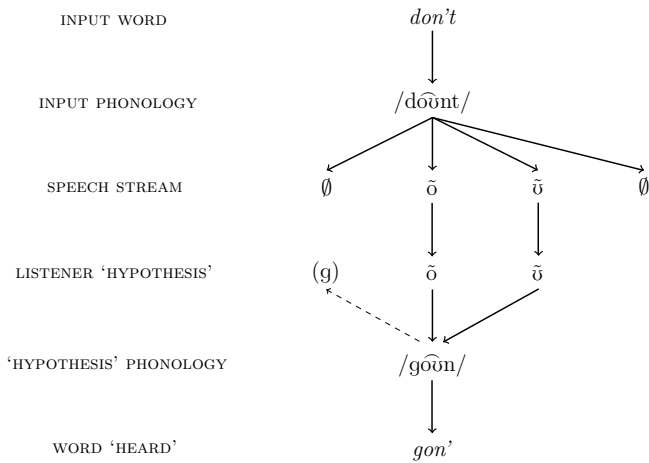 INPUT WORD don't
INPUT PHONOLOGY /do͡ʊnt/
SPEECH STREAM ∅ õ ʊ̃ ∅
LISTENER ‘HYPOTHESIS’ (g) õ ʊ̃
‘HYPOTHESIS’ PHONOLOGY /go͡ʊn/
WORD ‘HEARD’ gon'